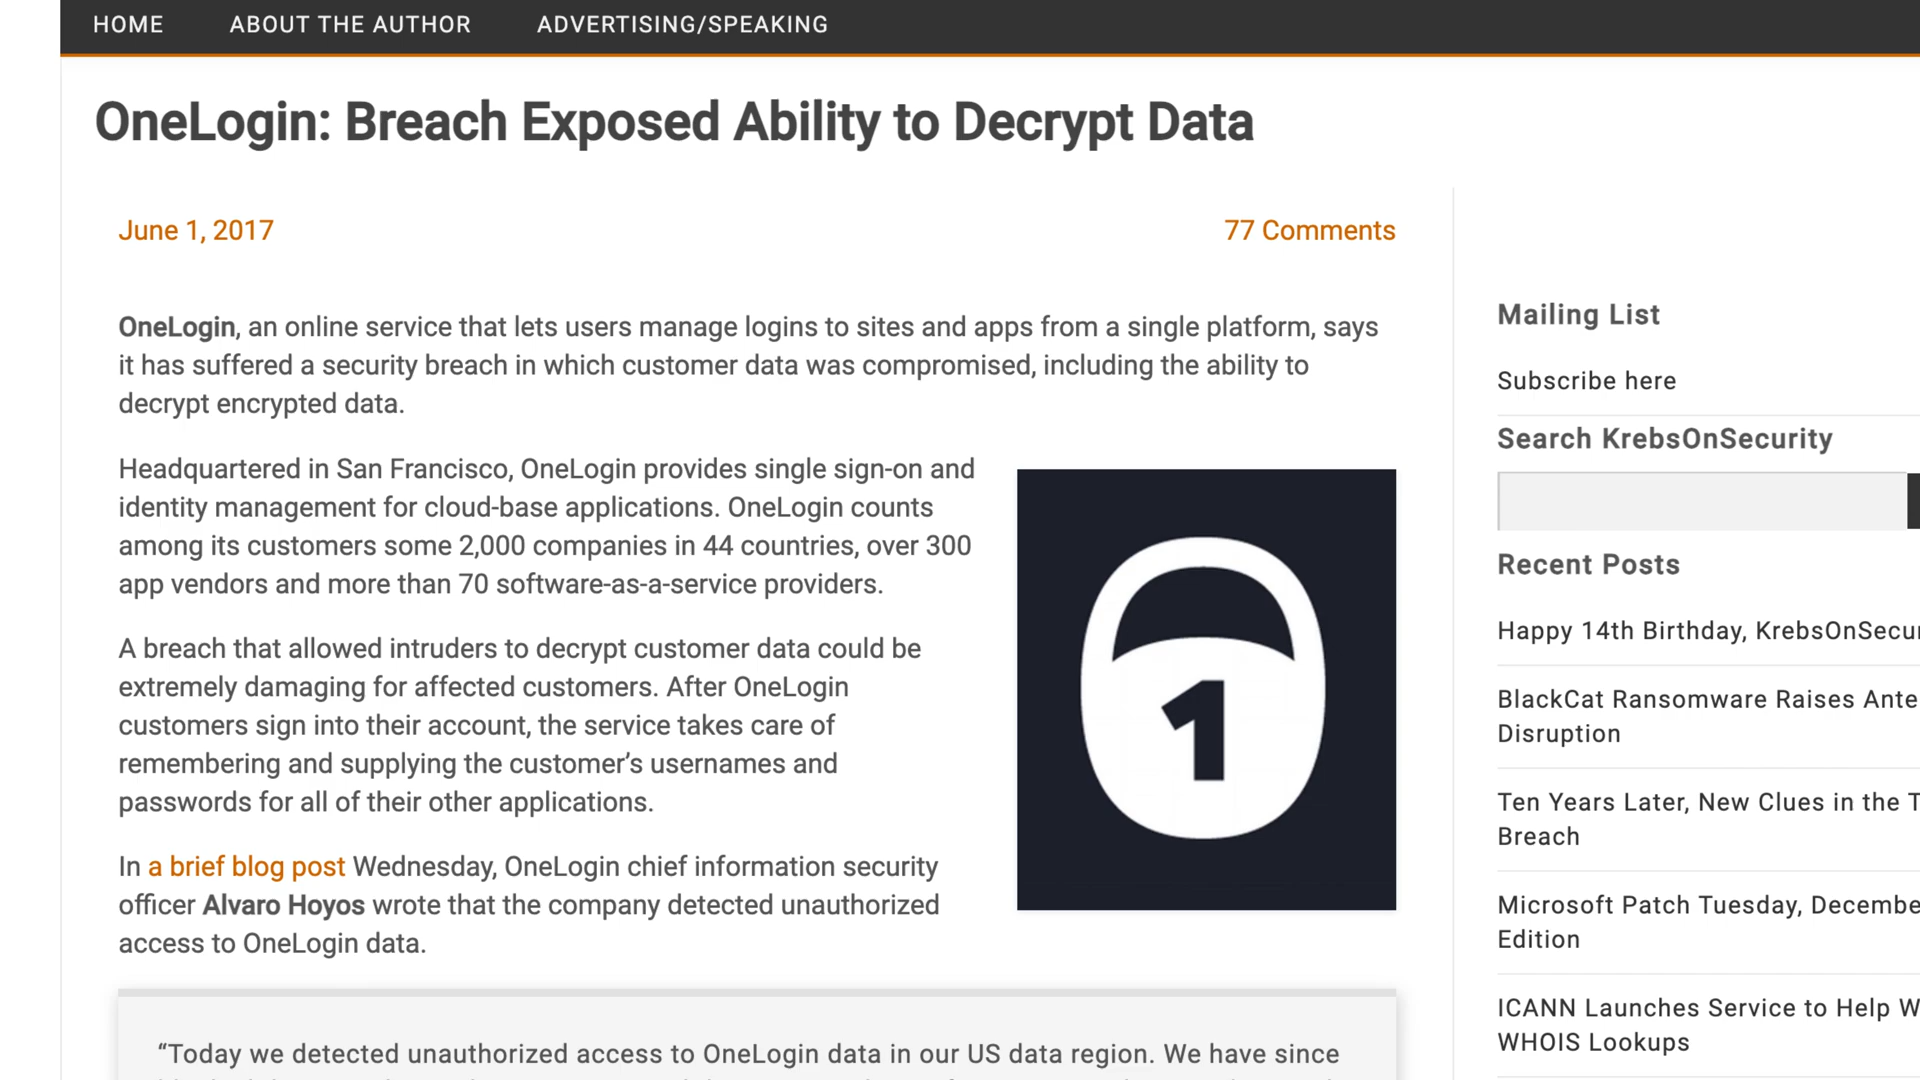 HOME ABOUT THE AUTHOR ADVERTISING/SPEAKING
OneLogin: Breach Exposed Ability to Decrypt Data
June 1, 2017 77 Comments
OneLogin, an online service that lets users manage logins to sites and apps from a single platform, says
it has suffered a security breach in which customer data was compromised, including the ability to
decrypt encrypted data.
Headquartered in San Francisco, OneLogin provides single sign-on and
identity management for cloud-base applications. OneLogin counts
among its customers some 2,000 companies in 44 countries, over 300
app vendors and more than 70 software-as-a-service providers.
A breach that allowed intruders to decrypt customer data could be
extremely damaging for affected customers. After OneLogin
customers sign into their account, the service takes care of
remembering and supplying the customer’s usernames and
passwords for all of their other applications.
In a brief blog post Wednesday, OneLogin chief information security
officer Alvaro Hoyos wrote that the company detected unauthorized
access to OneLogin data.
“Today we detected unauthorized access to OneLogin data in our US data region. We have since
1
Mailing List
Subscribe here
Search KrebsOnSecurity
Recent Posts
Happy 14th Birthday,
BlackCat Ransomware Raises Ante
Disruption
Ten Years Later, New Clues in the
Breach
Microsoft Patch Tuesday,
Edition
ICANN Launches Service to Help
WHOIS Lookups